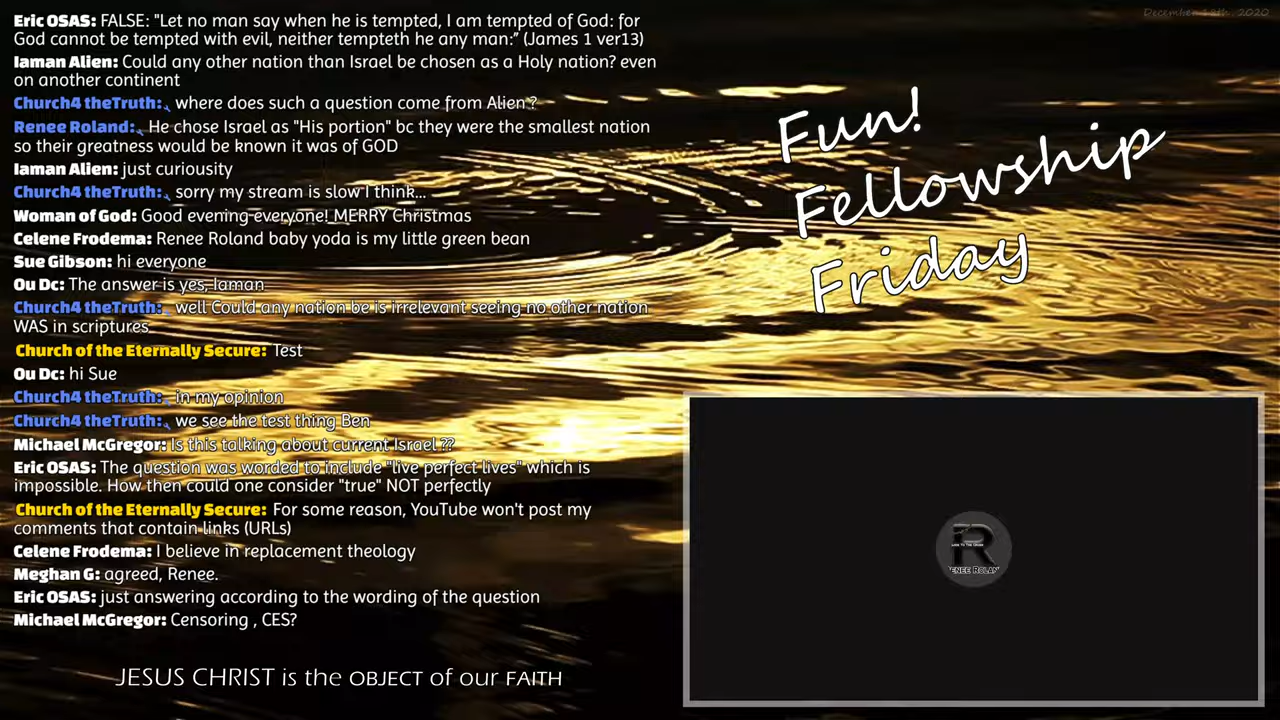 Eric OSAS: FALSE: "Let no man say when he is tempted, I am tempted of God: for
God cannot be tempted with evil, neither tempteth he any man:” (James 1 ver13)
Iaman Alien: Could any other nation than Israel be chosen as a Holy nation? even
on another continent
Church4 theTruth: where does such a question come from Alien ?
Renee Roland: He chose Israel as "His portion" bc they were the smallest nation
so their greatness would be known it was of GOD
Iaman Alien: just curiosity
Church4 theTruth: sorry my stream is slow I think...
Woman of God: Good evening everyone! MERRY Christmas
Celene Frodema: Renee Roland baby yoda is my little green bean
Sue Gibson: hi everyone
Ou Dc: The answer is yes, Iaman
Church4 theTruth: well Could any nation be is irrelevant seeing no other nation
WAS in scriptures
Church of the Eternally Secure: Test
Ou Dc: hi Sue
Church4 theTruth: in my opinion
Church4 theTruth: we see the test thing Ben
Michael McGregor: Is this talking about current Israel ??
Eric OSAS: The question was worded to include "live perfect lives" which is
impossible. How then could one consider "true" NOT perfectly
Church of the Eternally Secure: For some reason, YouTube won't post my
comments that contain links (URLs)
Celene Frodema: I believe in replacement theology
Meghan G: agreed, Renee.
Eric OSAS: just answering according to the wording of the question
Michael McGregor: Censoring , CES?
JESUS CHRIST is the OBJECT of our FAITH
December 18th, 2020
Fun!
Fellowship
Friday
R